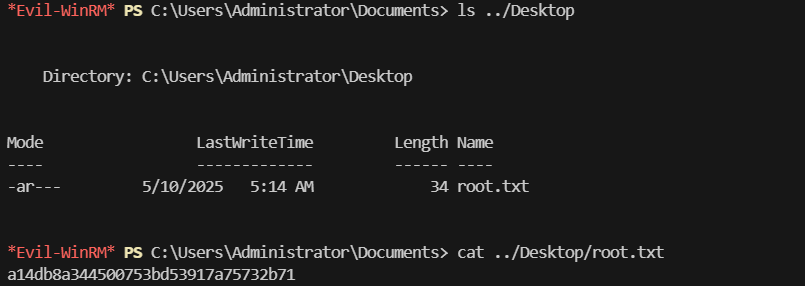 *Evil-WinRM* PS C:\Users\Administrator\Documents> ls ../Desktop
Directory: C:\Users\Administrator\Desktop
Mode                LastWriteTime         Length Name
----                -------------         ------ ----
-ar---        5/10/2025   5:14 AM             34 root.txt
*Evil-WinRM* PS C:\Users\Administrator\Documents> cat ../Desktop/root.txt
a14db8a344500753bd53917a75732b71